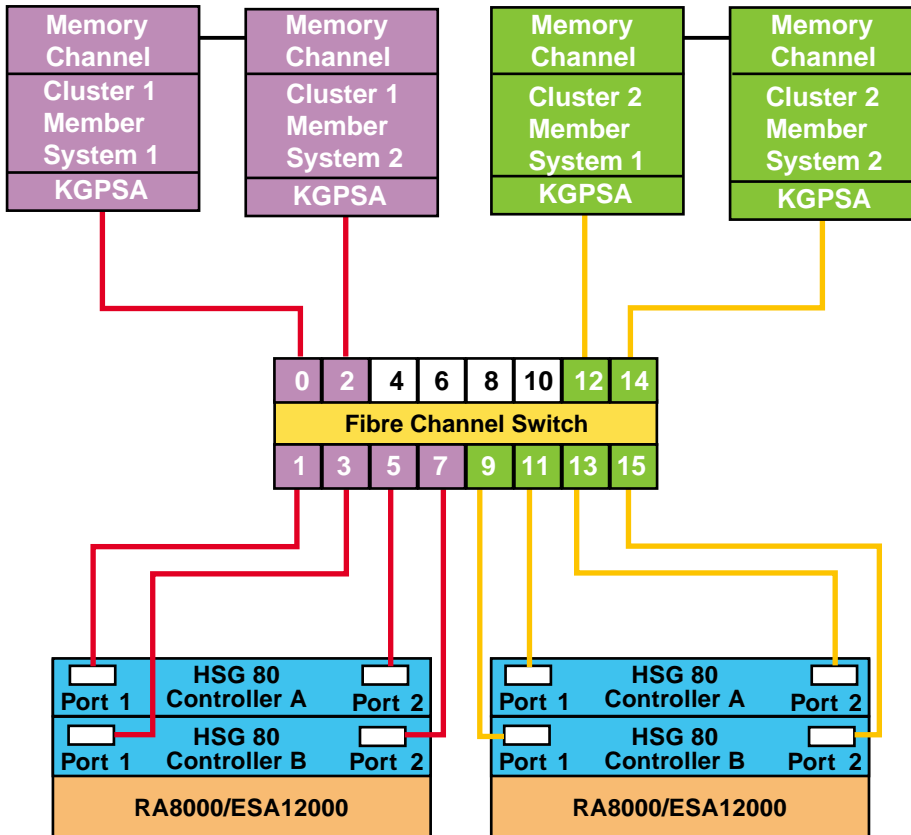 Memory
Channel
Cluster 1
Member
System 1
KGPSA
Memory
Channel
Cluster 1
Member
System 2
KGPSA
Memory
Channel
Cluster 2
Member
System 1
KGPSA
Memory
Channel
Cluster 2
Member
System 2
KGPSA
0 2 4 6 8 10 12 14
Fibre Channel Switch
1 3 5 7 9 11 13 15
HSG 80
Port 1 Controller A Port 2
HSG 80
Port 1 Controller B Port 2
RA8000/ESA12000
HSG 80
Port 1 Controller A Port 2
HSG 80
Port 1 Controller B Port 2
RA8000/ESA12000